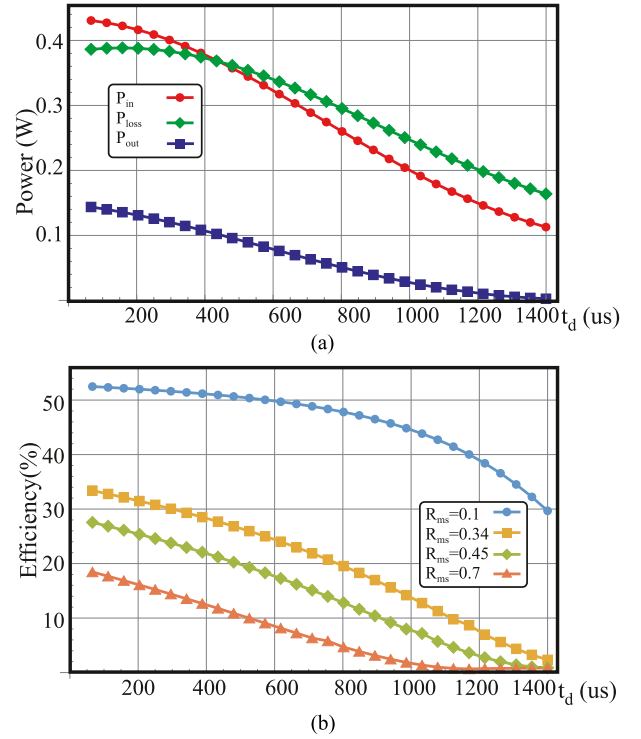 0.4
0.3
0.2
0.1
Power (W)
P_in
P_loss
P_out
200 400 600 800 1000 1200 1400 t_d (us)
(a)
50
40
30
20
10
Efficiency(%)
R_ms=0.1
R_ms=0.34
R_ms=0.45
R_ms=0.7
200 400 600 800 1000 1200 1400 t_d (us)
(b)